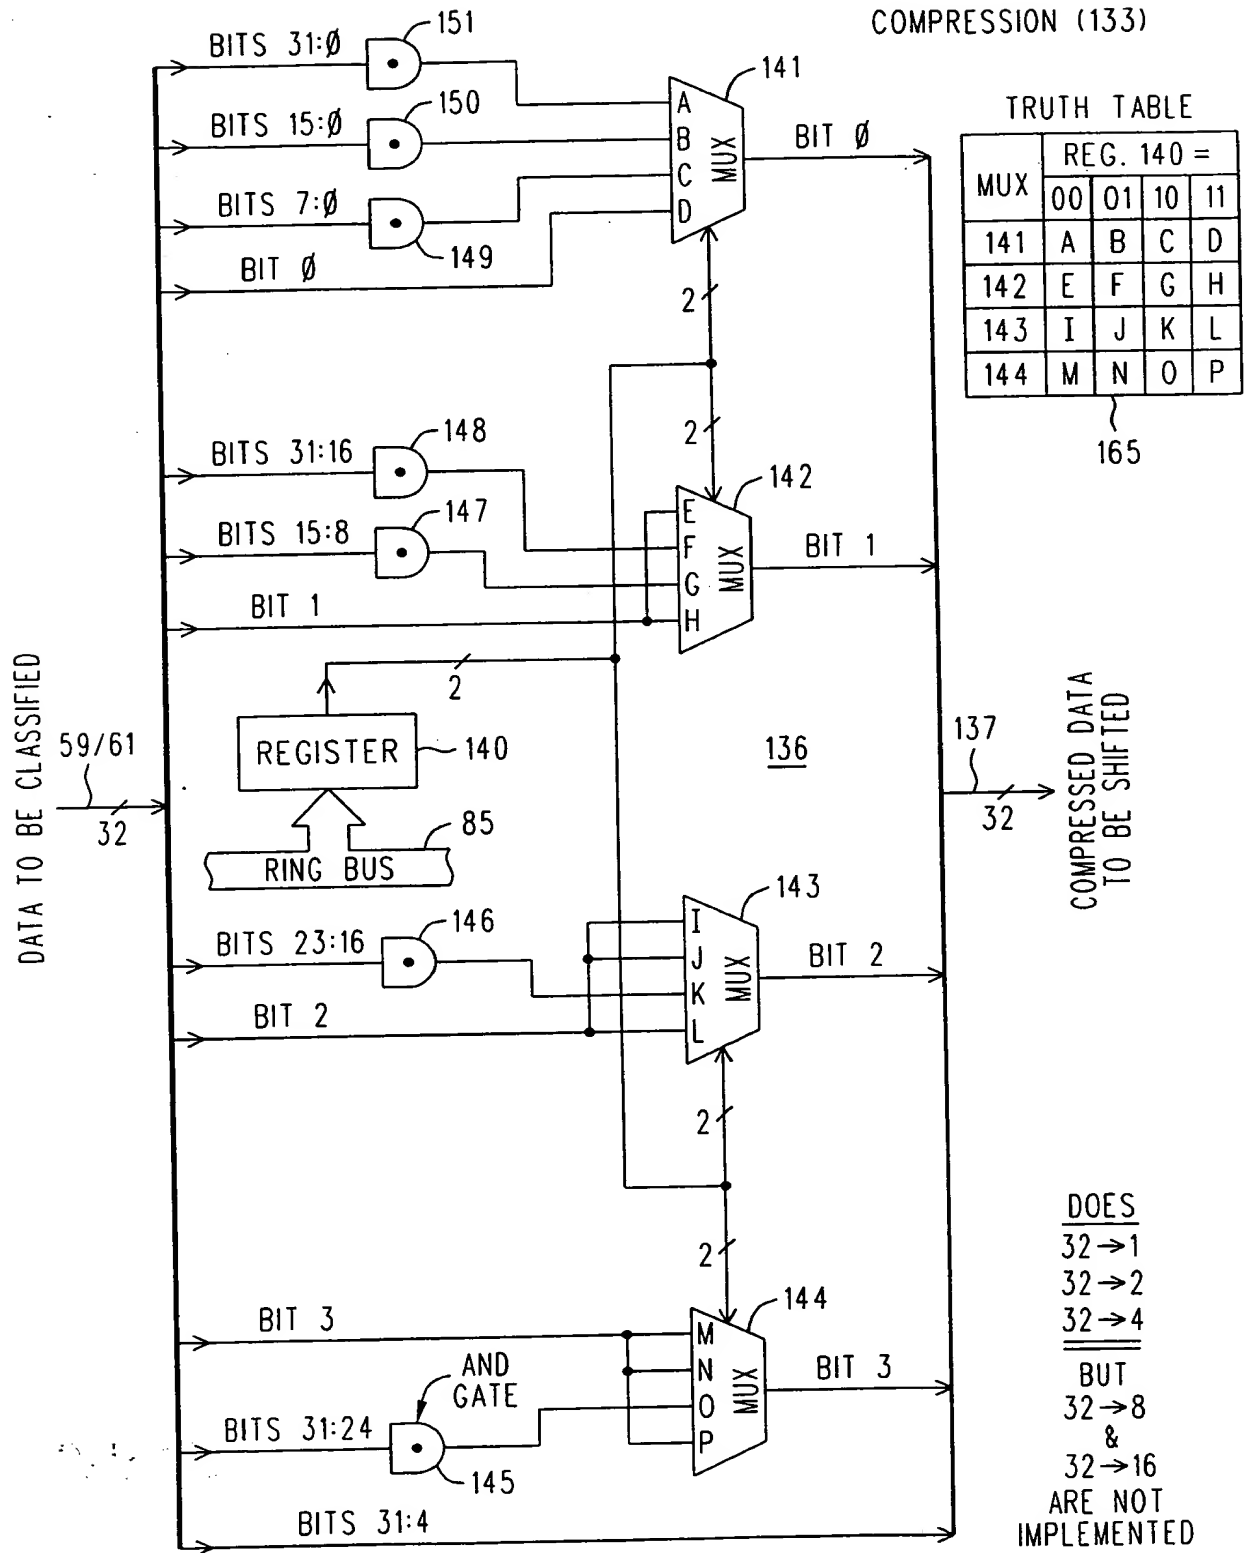 COMPRESSION (133)
151
BITS 31:Ø
150
BITS 15:Ø
BITS 7:Ø
149
BIT Ø
A
B
C
D
MUX
141
BIT Ø
2
TRUTH TABLE
MUX REG. 140 =
00 01 10 11
141 A B C D
142 E F G H
143 I J K L
144 M N O P
165
2
BITS 31:16
148
BITS 15:8
147
BIT 1
E
F
G
H
MUX
142
BIT 1
2
REGISTER
140
85
RING BUS
DATA TO BE CLASSIFIED
59/61
32
136
137
32
COMPRESSED DATA
TO BE SHIFTED
BITS 23:16
146
BIT 2
I
J
K
L
MUX
143
BIT 2
2
2
BIT 3
AND
GATE
BITS 31:24
145
M
N
O
P
MUX
144
BIT 3
BITS 31:4
DOES
32→1
32→2
32→4
BUT
32→8
&
32→16
ARE NOT
IMPLEMENTED